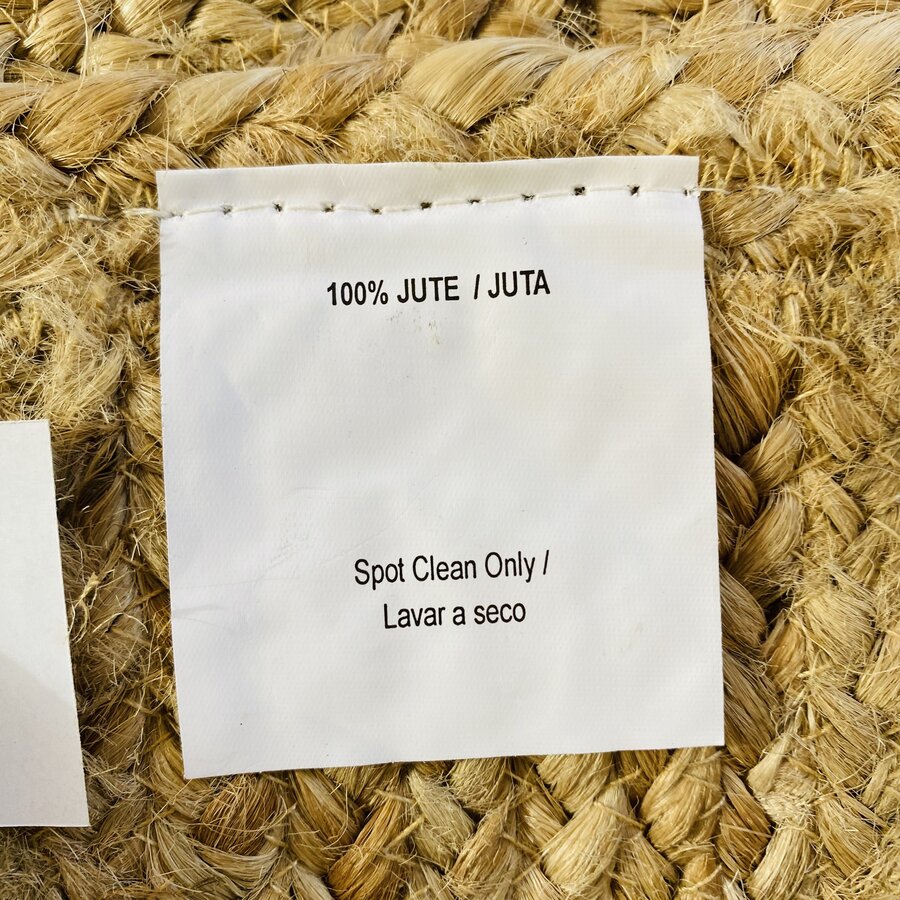 100% JUTE / JUTA
Spot Clean Only /
Lavar a seco